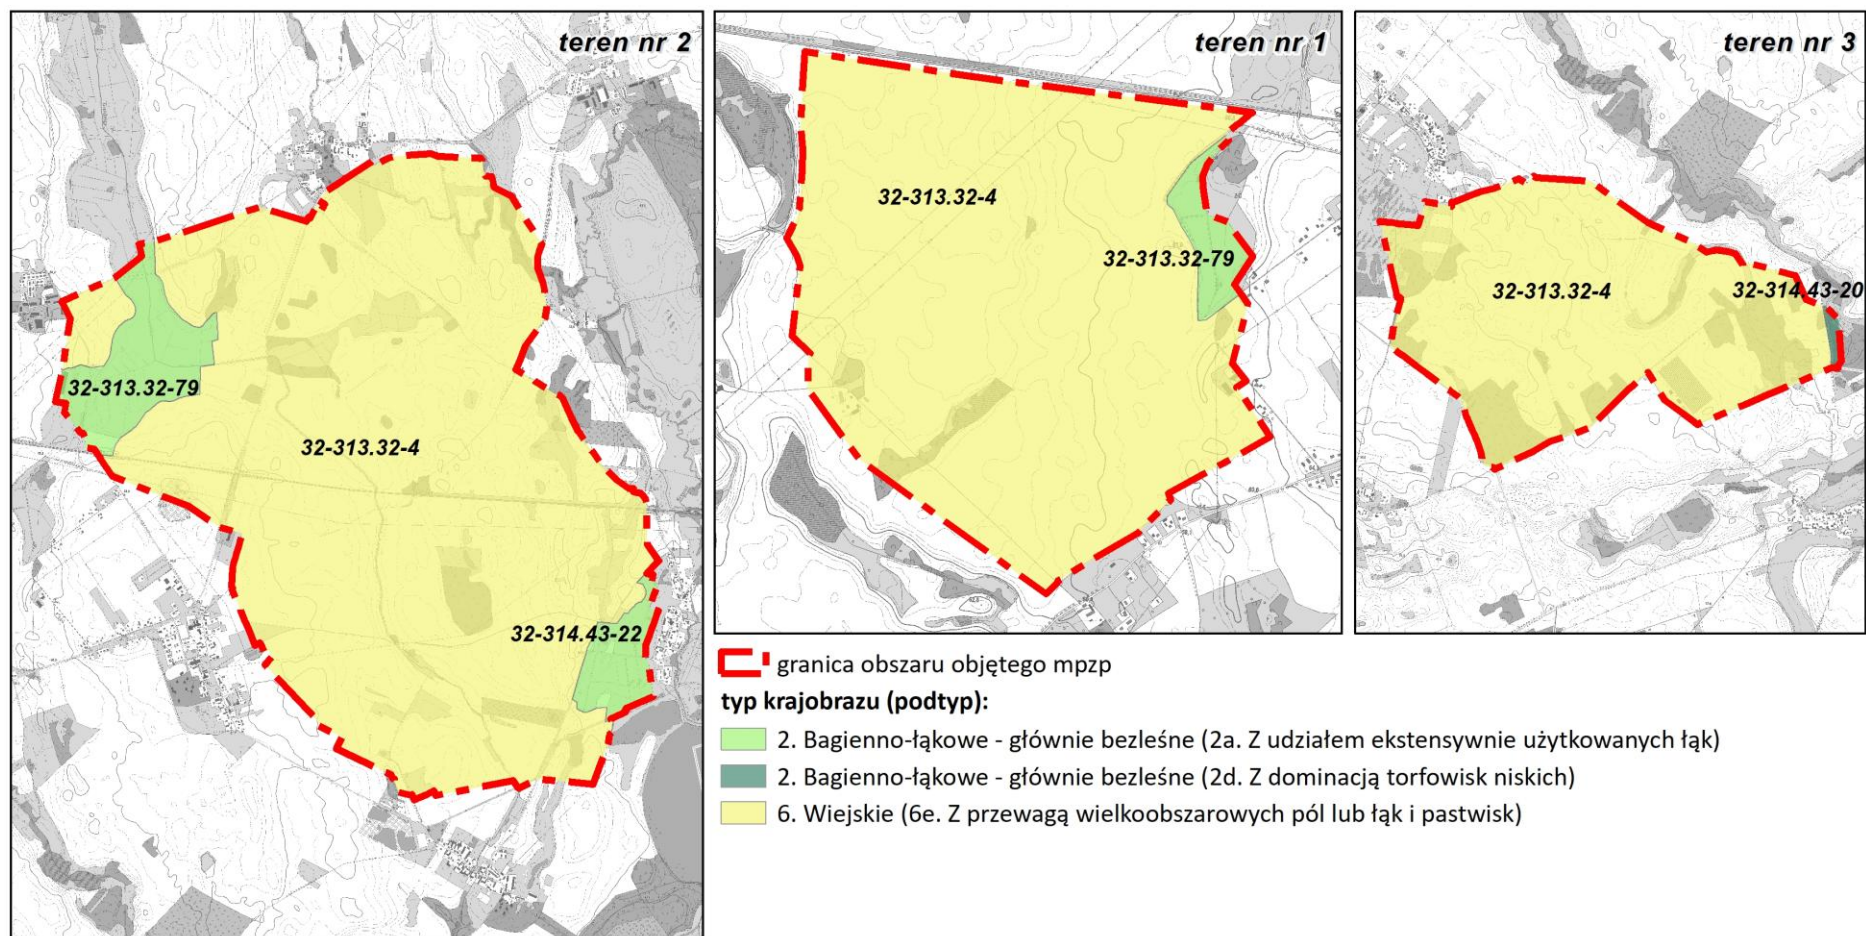 teren nr 2
32-313.32-79
32-313.32-4
32-314.43-22
teren nr 1
32-313.32-4
32-313.32-79
teren nr 3
32-313.32-4
32-314.43-20
granica obszaru objętego mpzp
typ krajobrazu (podtyp):
2. Bagienno-łąkowe - głównie bezleśne (2a. Z udziałem ekstensywnie użytkowanych łąk)
2. Bagienno-łąkowe - głównie bezleśne (2d. Z dominacją torfowisk niskich)
6. Wiejskie (6e. Z przewagą wielkoobszarowych pól lub łąk i pastwisk)